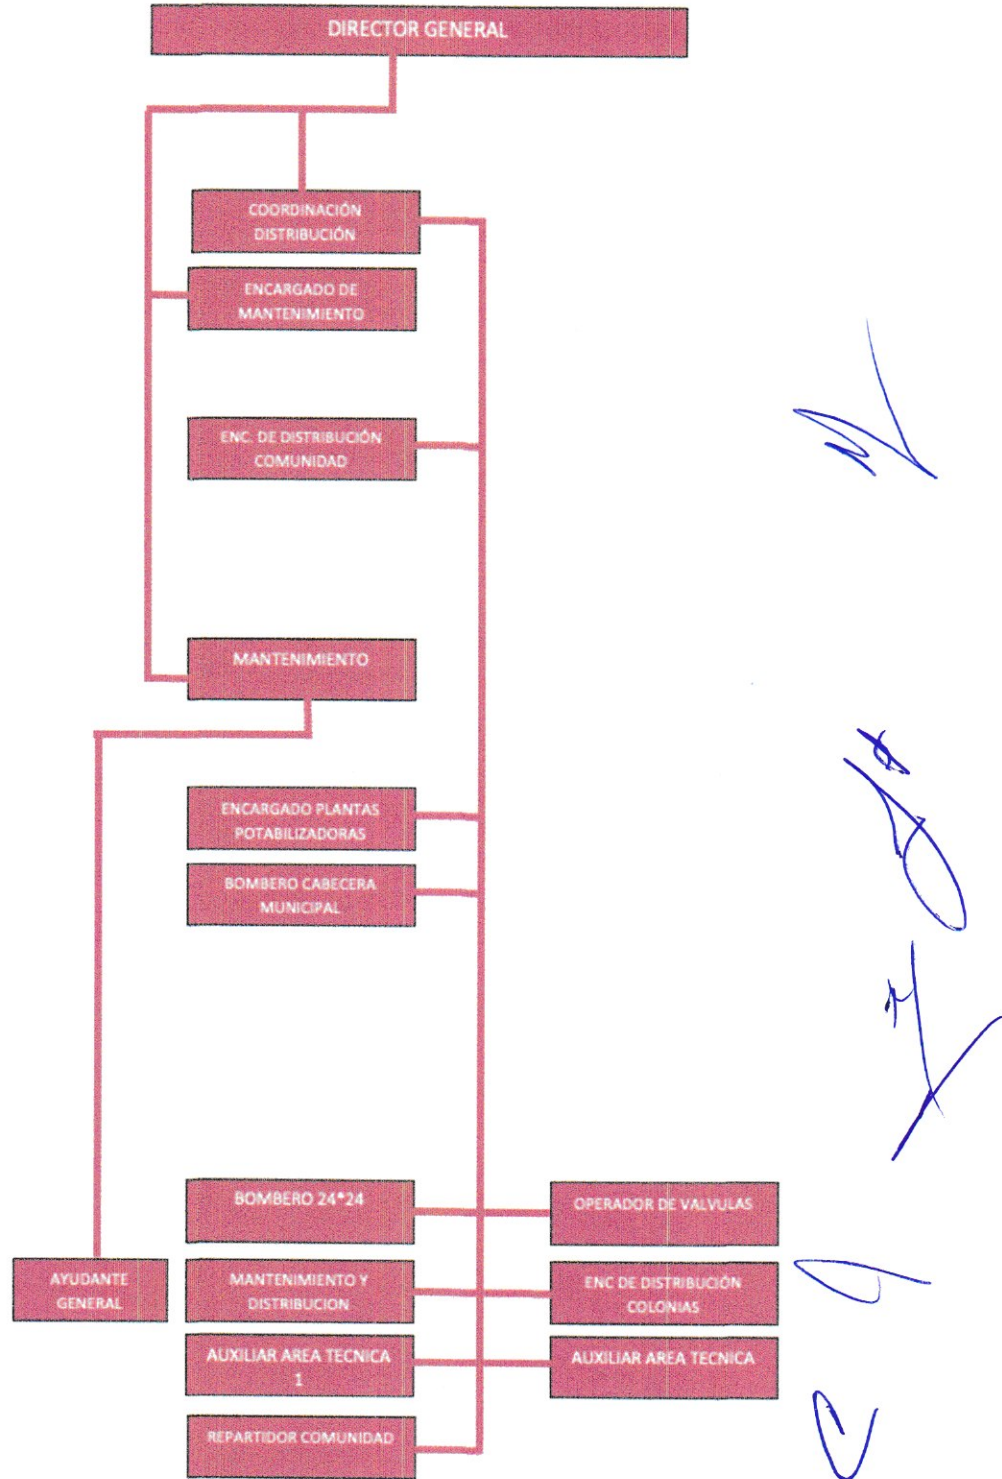 DIRECTOR GENERAL
COORDINACIÓN
DISTRIBUCIÓN
ENCARGADO DE
MANTENIMIENTO
ENC. DE DISTRIBUCIÓN
COMUNIDAD
MANTENIMIENTO
ENCARGADO PLANTAS
POTABILIZADORAS
BOMBERO CABECERA
MUNICIPAL
BOMBERO 24*24
OPERADOR DE VALVULAS
AYUDANTE
GENERAL
MANTENIMIENTO Y
DISTRIBUCION
ENC DE DISTRIBUCIÓN
COLONIAS
AUXILIAR AREA TECNICA
1
AUXILIAR AREA TECNICA
REPARTIDOR COMUNIDAD